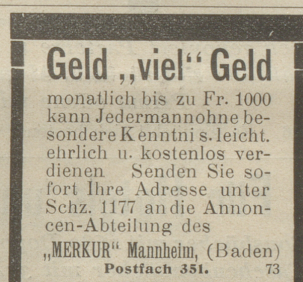 Geld „viel“ Geld
monatlich bis zu Fr. 1000
kann Jedermannohne be-
sondere Kenntni s. leicht.
ehrlich u. kostenlos ver-
dienen Senden Sie so-
fort Ihre Adresse unter
Schz. 1177 an die Annon-
cen-Abteilung des
„MERKUR“ Mannheim, (Baden)
Postfach 351. 73